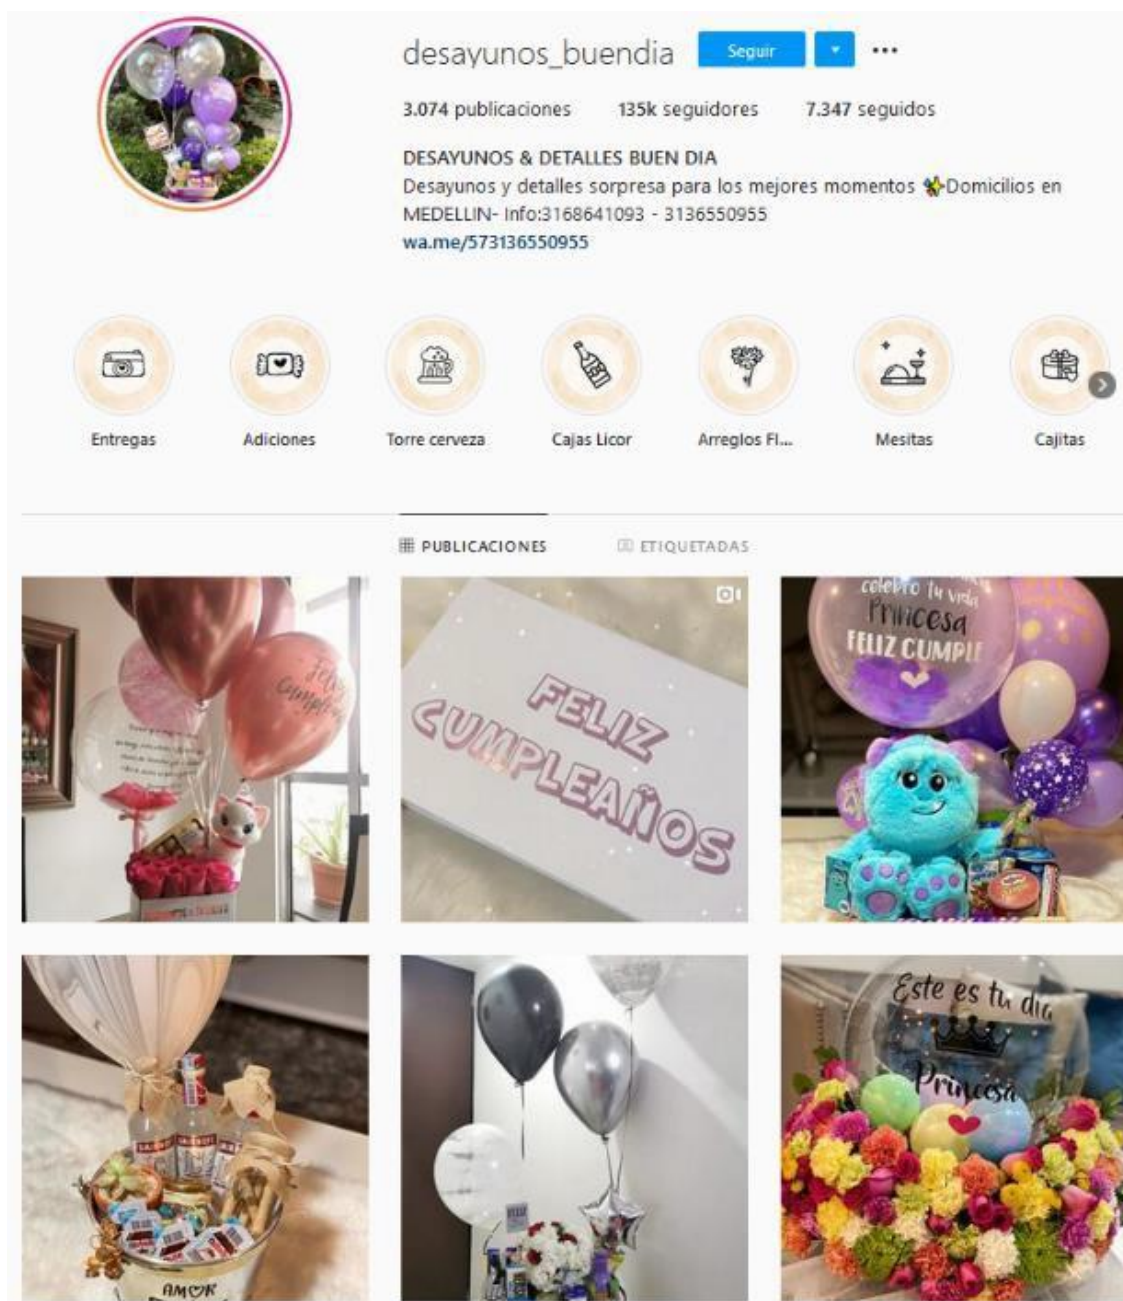 desayunos_buendia Seguir
3.074 publicaciones 135k seguidores 7.347 seguidos
DESAYUNOS & DETALLES BUEN DIA
Desayunos y detalles sorpresa para los mejores momentos Domicilios en
MEDELLIN- Info:3168641093 - 3136550955
wa.me/573136550955
Entregas Adiciones Torre cerveza Cajas Licor Arreglos Fl... Mesitas Cajitas
PUBLICACIONES ETIQUETADAS
Feliz
Cumpleaños
FELIZ
CUMPLEAÑOS
celebro tu vida
Princesa
FELIZ CUMPLE
SMIRNOFF
AMOR
Este es tu dia
Princesa